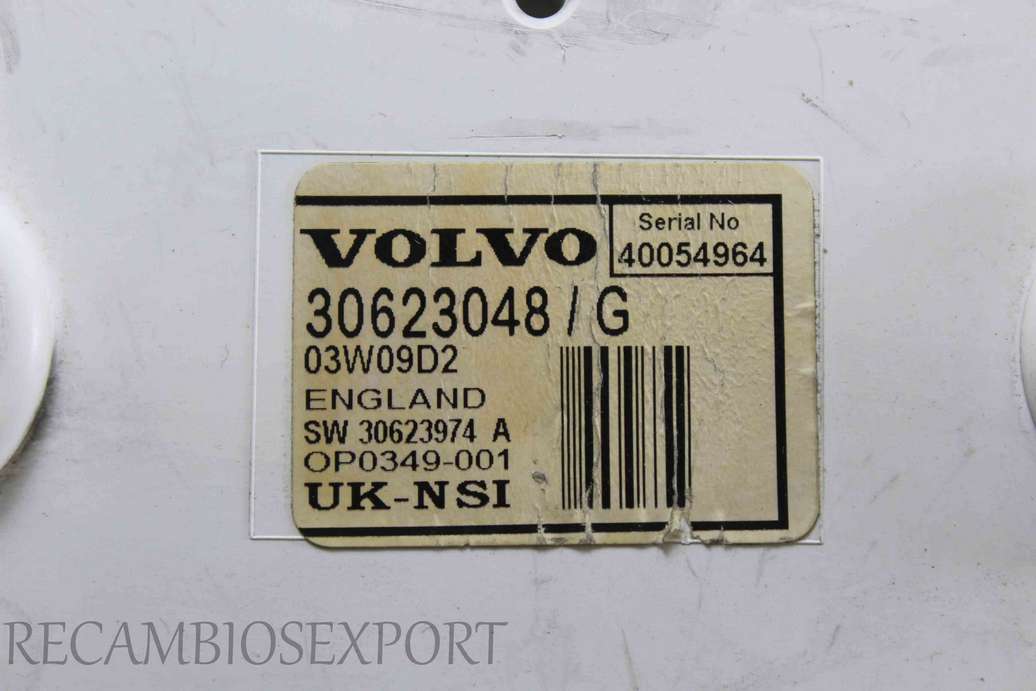 VOLVO
Serial No
40054964
30623048 / G
03W09D2
ENGLAND
SW 30623974 A
OP0349-001
UK-NSI
RECAMBIOSEXPORT